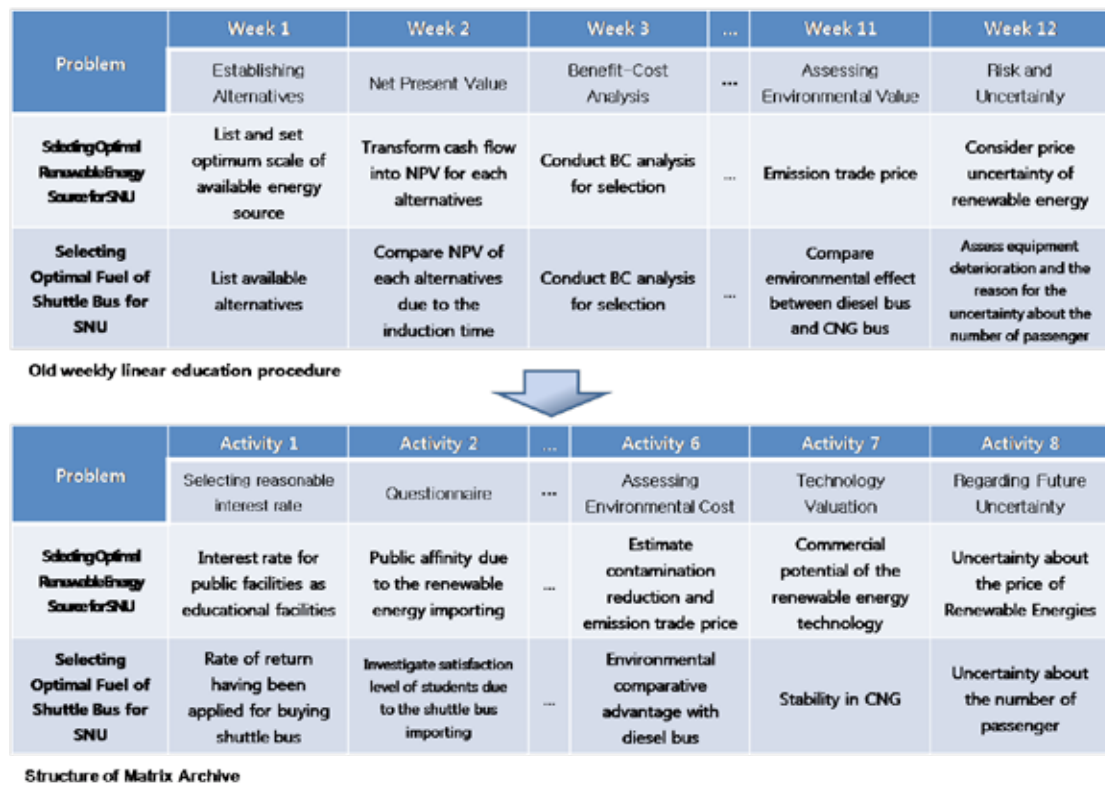 Problem
Week 1
Week 2
Week 3
...
Week 11
Week 12
Establishing
Alternatives
Net Present Value
Benefit-Cost
Analysis
...
Assessing
Environmental Value
Risk and
Uncertainty
Selecting Optimal
Renewable Energy
Source for SNU
List and set
optimum scale of
available energy
source
Transform cash flow
into NPV for each
alternatives
Conduct BC analysis
for selection
...
Emission trade price
Consider price
uncertainty of
renewable energy
Selecting
Optimal Fuel of
Shuttle Bus for
SNU
List available
alternatives
Compare NPV of
each alternatives
due to the
induction time
Conduct BC analysis
for selection
...
Compare
environmental effect
between diesel bus
and CNG bus
Assess equipment
deterioration and the
reason for the
uncertainty about the
number of passenger
Old weekly linear education procedure
Problem
Activity 1
Activity 2
...
Activity 6
Activity 7
Activity 8
Selecting reasonable
interest rate
Questionnaire
...
Assessing
Environmental Cost
Technology
Valuation
Regarding Future
Uncertainty
Selecting Optimal
Renewable Energy
Source for SNU
Interest rate for
public facilities as
educational facilities
Public affinity due
to the renewable
energy importing
...
Estimate
contamination
reduction and
emission trade price
Commercial
potential of the
renewable energy
technology
Uncertainty about
the price of
Renewable Energies
Selecting
Optimal Fuel of
Shuttle Bus for
SNU
Rate of return
having been
applied for buying
shuttle bus
Investigate satisfaction
level of students due
to the shuttle bus
importing
...
Environmental
comparative
advantage with
diesel bus
Stability in CNG
Uncertainty about
the number of
passenger
Structure of Matrix Archive